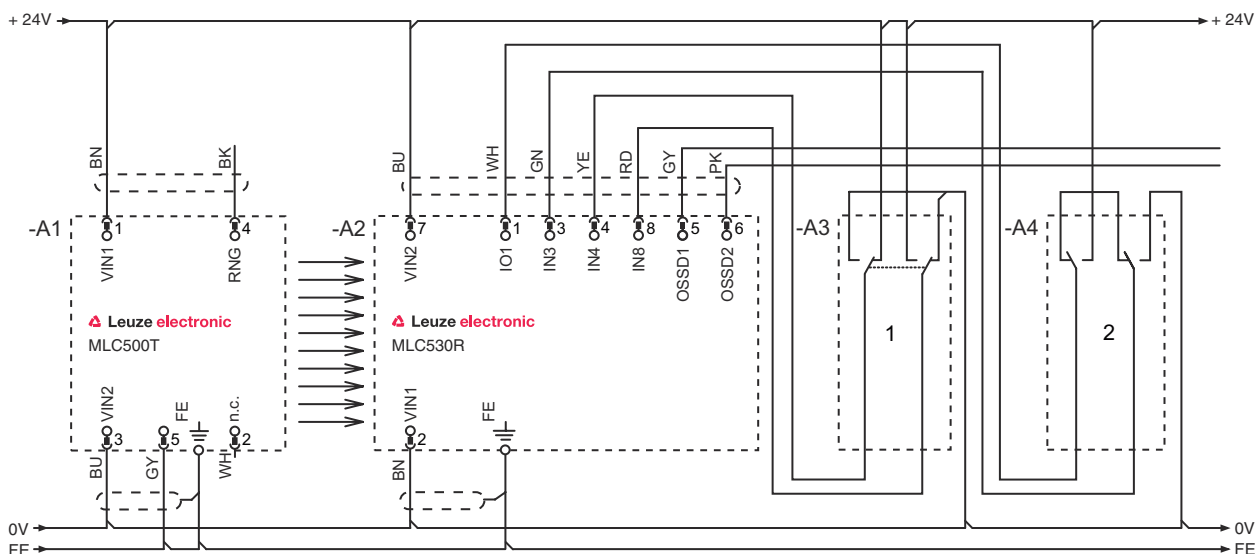 + 24V
+ 24V
BN
BK
BU
WH
GN
YE
RD
GY
PK
-A1
1
4
-A2
7
1
3
4
8
5
6
-A3
-A4
VIN1
RNG
VIN2
IO1
IN3
IN4
IN8
OSSD1
OSSD2
Leuze electronic
MLC500T
Leuze electronic
MLC530R
1
2
VIN2
FE
n.c.
VIN1
FE
3
5
2
2
BU
GY
WH
BN
0V
0V
FE
FE